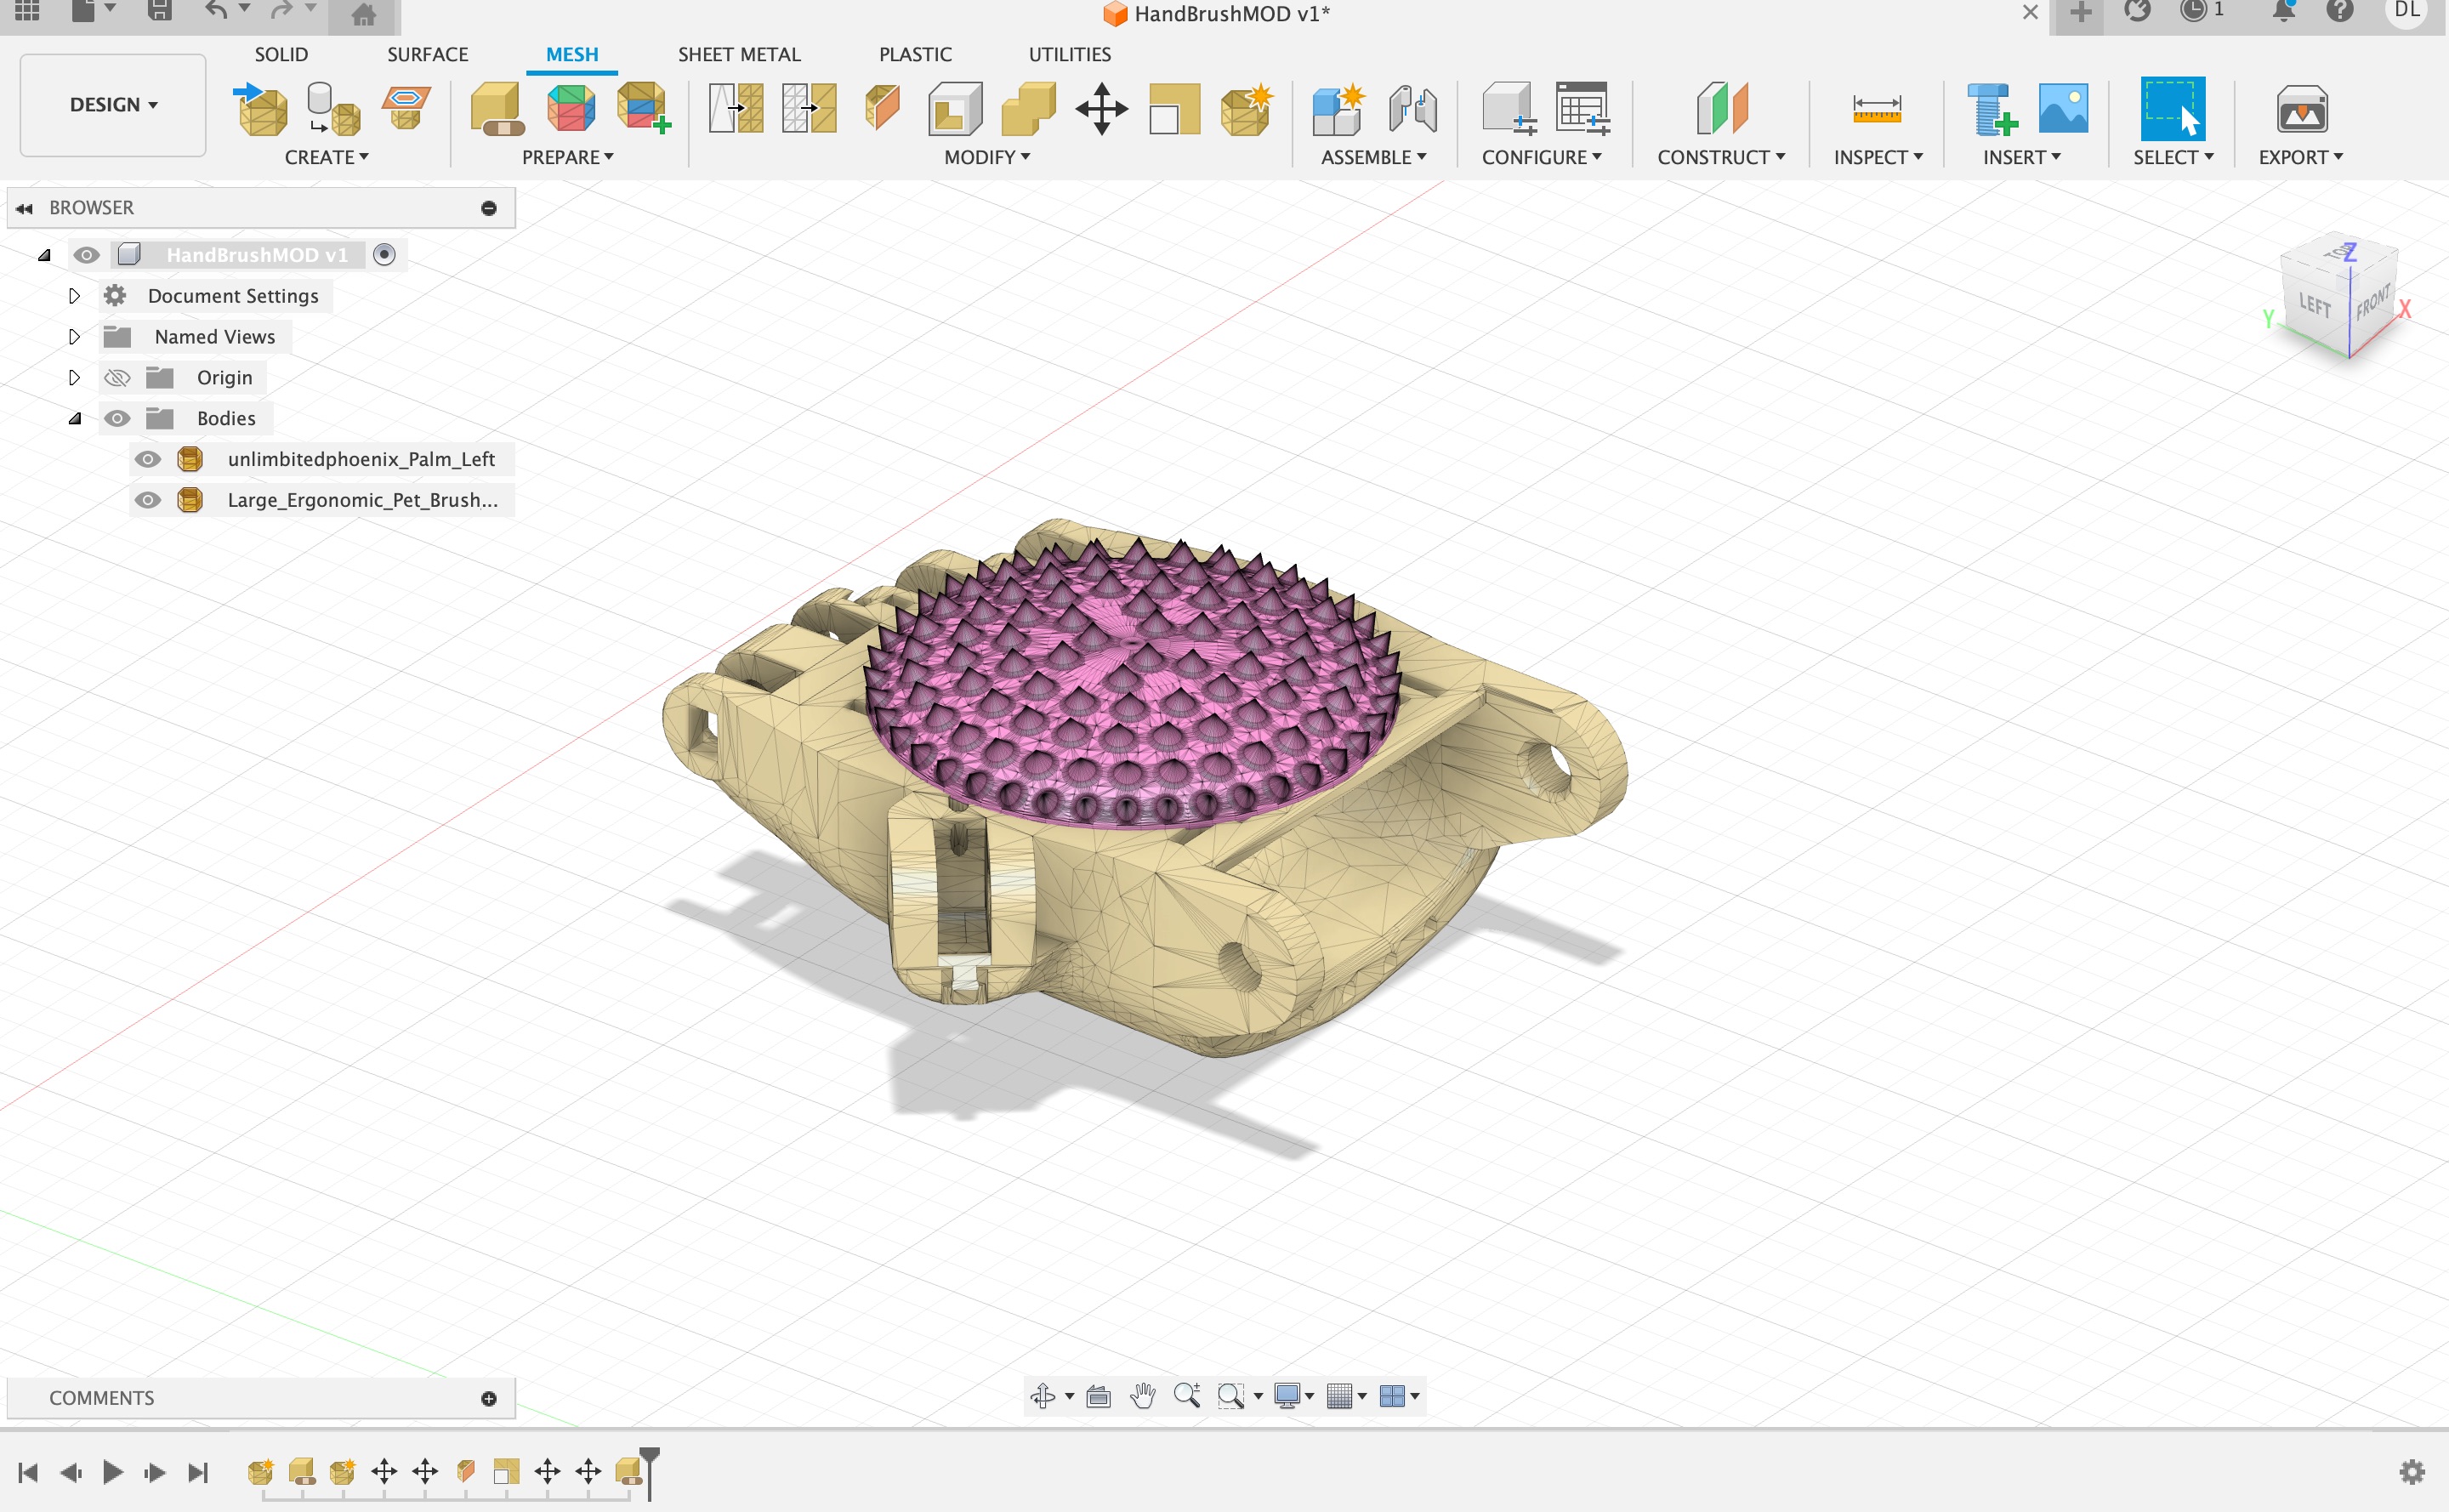 HandBrushMOD v1*
1
DL
SOLID
SURFACE
MESH
SHEET METAL
PLASTIC
UTILITIES
DESIGN
CREATE
PREPARE
MODIFY
ASSEMBLE
CONFIGURE
CONSTRUCT
INSPECT
INSERT
SELECT
EXPORT
BROWSER
HandBrushMOD v1
Document Settings
Named Views
Origin
Bodies
unlimbitedphoenix_Palm_Left
Large_Ergonomic_Pet_Brush...
TOP
Z
LEFT
FRONT
X
Y
COMMENTS